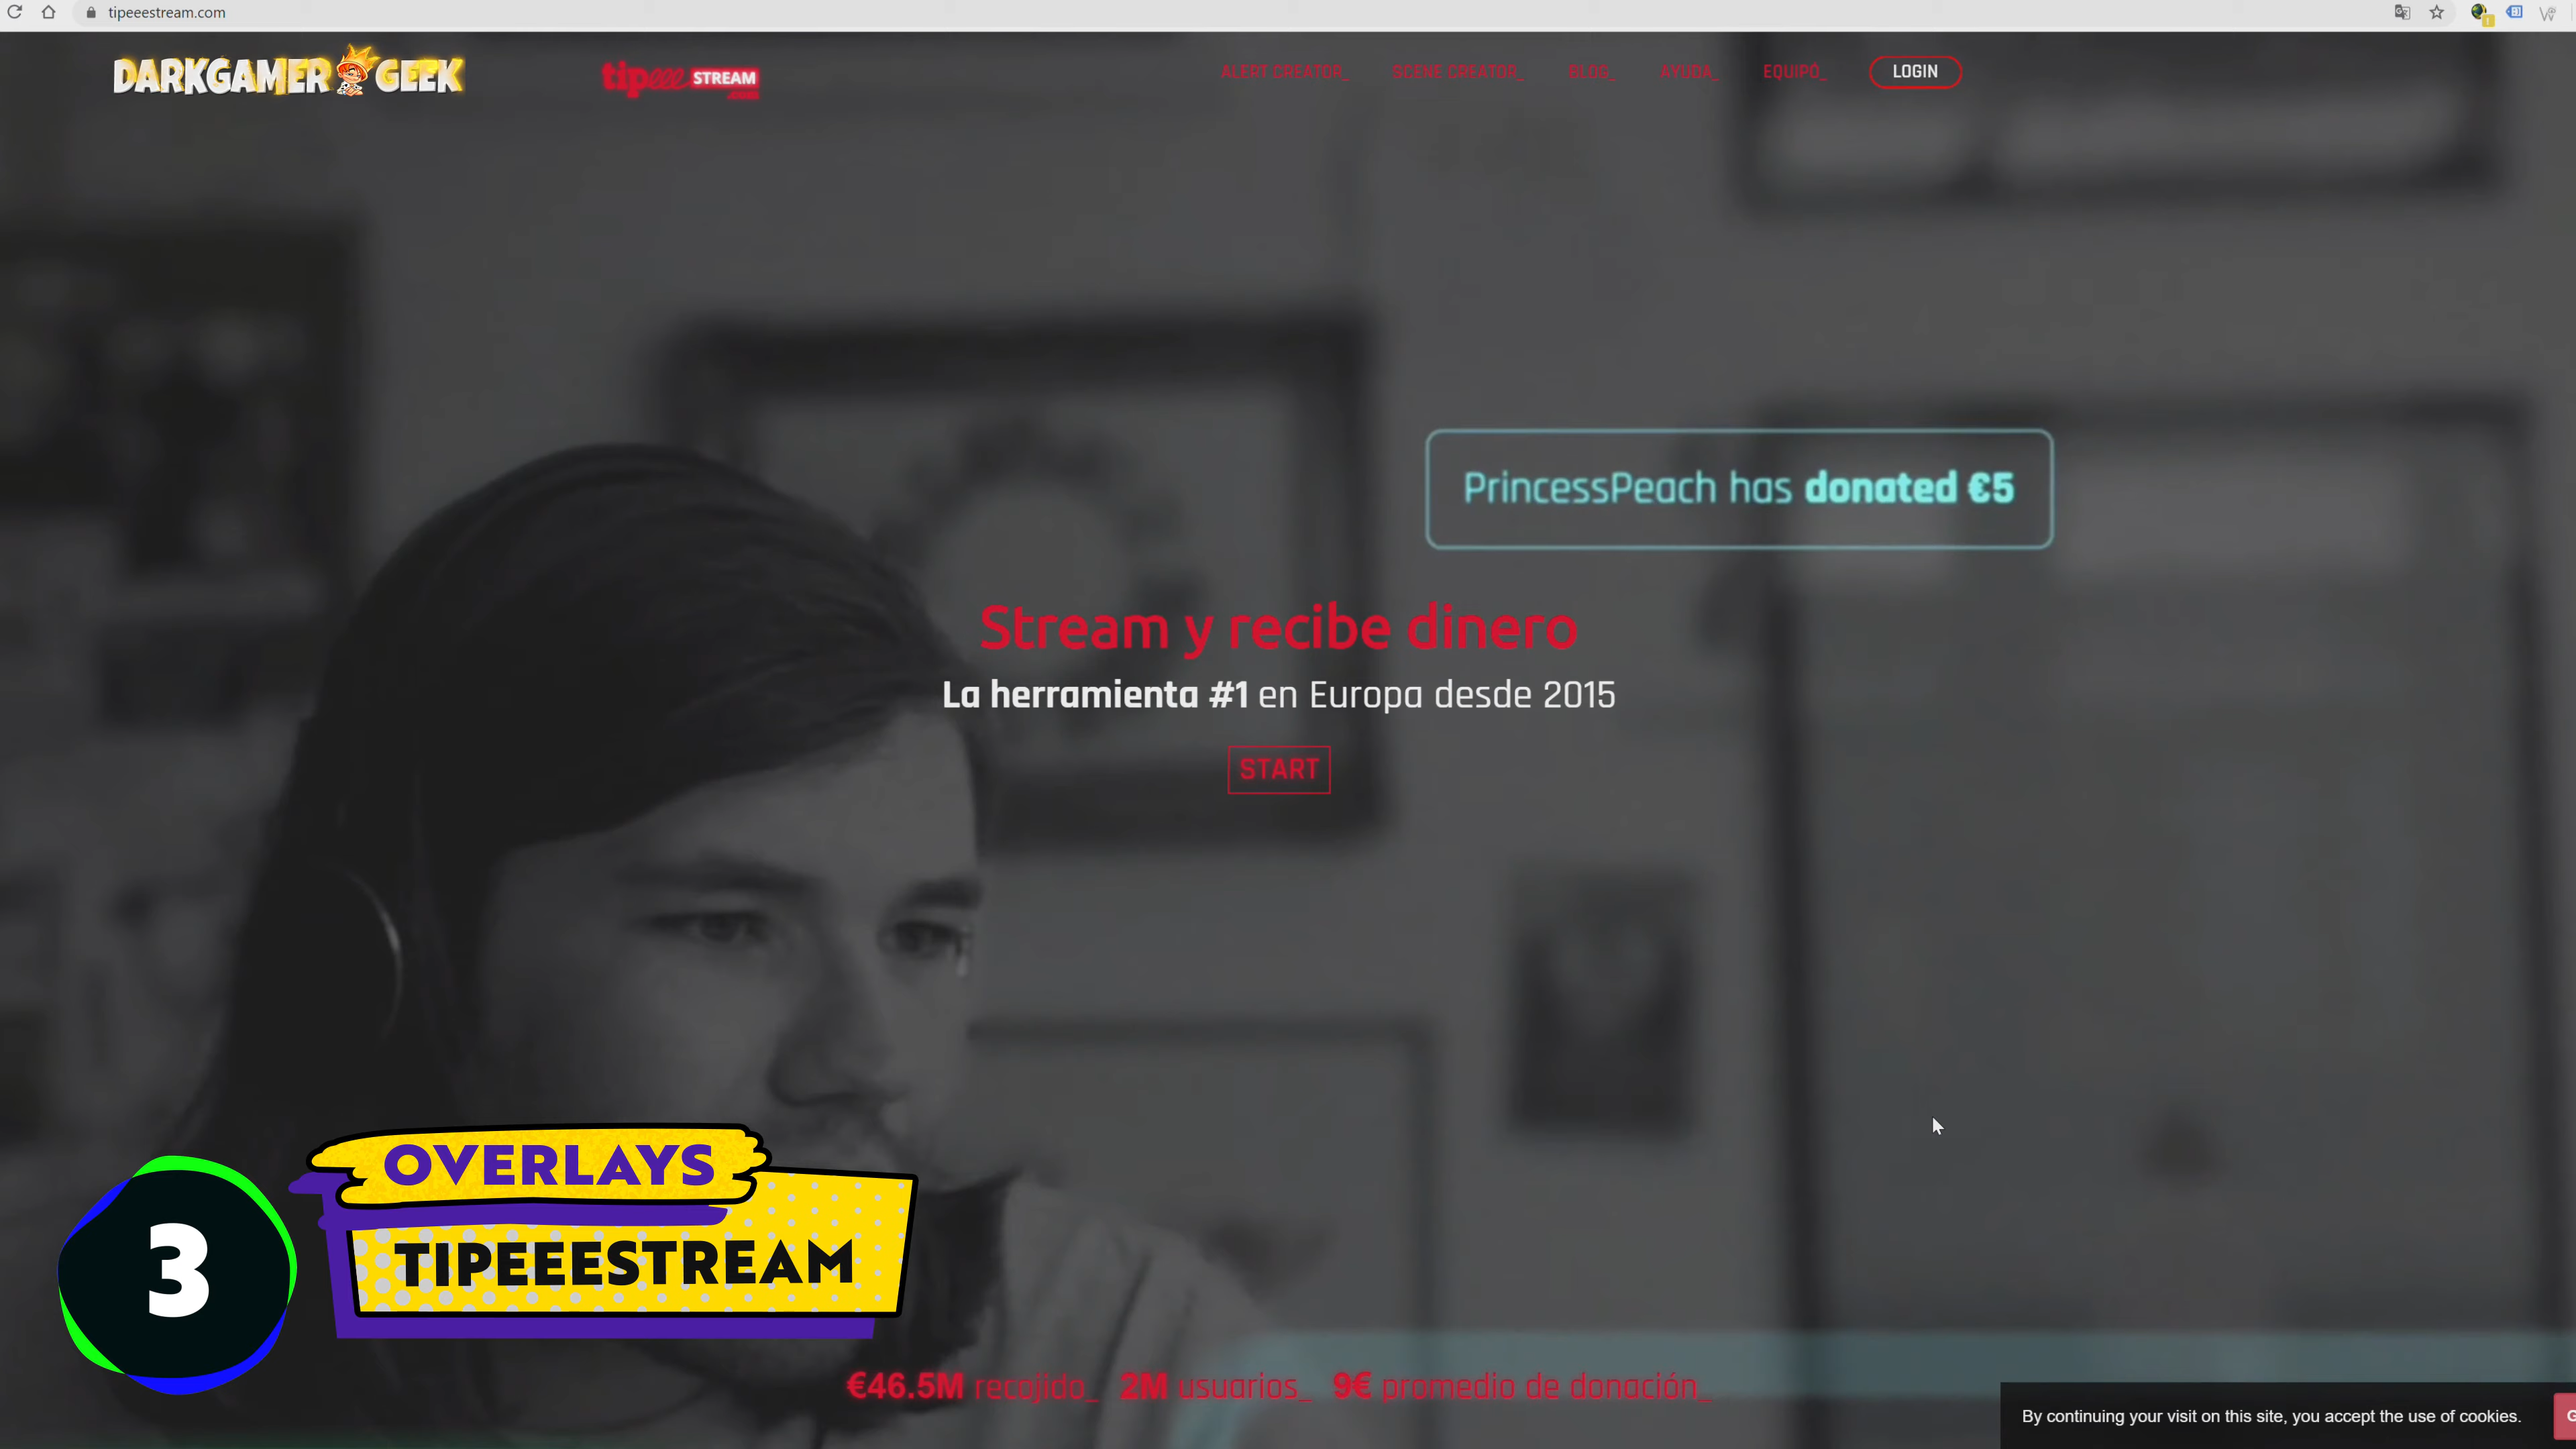 tipeeestream.com
DARKGAMER GEEK
tipeee STREAM
ALERT CREATOR_ SCENE CREATOR_ BLOG_ AYUDA_ EQUIPO_ LOGIN
PrincessPeach has donated €5
Stream y recibe dinero
La herramienta #1 en Europa desde 2015
START
OVERLAYS
3
TIPEEESTREAM
€46.5M recojido_ 2M usuarios_ 9€ promedio de donación_
By continuing your visit on this site, you accept the use of cookies.